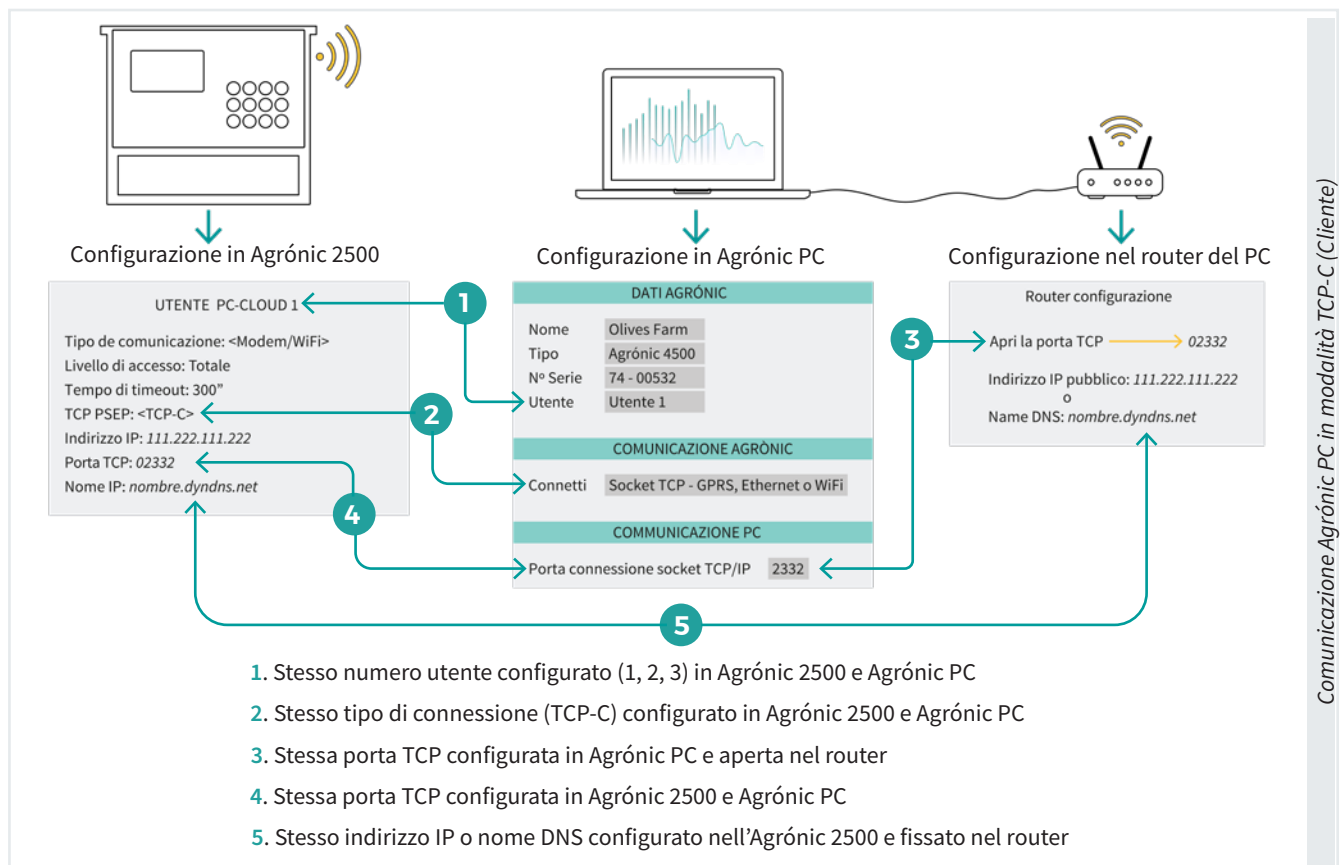 Configurazione in Agrónic 2500
UTENTE PC-CLOUD 1
Tipo de comunicazione: <Modem/WiFi>
Livello di accesso: Totale
Tempo di timeout: 300”
TCP PSEP: <TCP-C>
Indirizzo IP: 111.222.111.222
Porta TCP: 02332
Nome IP: nombre.dyndns.net
Configurazione in Agrónic PC
DATI AGRÓNIC
Nome Olives Farm
Tipo Agrónic 4500
Nº Serie 74 - 00532
Utente Utente 1
COMUNICAZIONE AGRÒNIC
Connetti Socket TCP - GPRS, Ethernet o WiFi
COMMUNICAZIONE PC
Porta connessione socket TCP/IP 2332
Configurazione nel router del PC
Router configurazione
Apri la porta TCP 02332
Indirizzo IP pubblico: 111.222.111.222
o
Name DNS: nombre.dyndns.net
1
2
3
4
5
1. Stesso numero utente configurato (1, 2, 3) in Agrónic 2500 e Agrónic PC
2. Stesso tipo di connessione (TCP-C) configurato in Agrónic 2500 e Agrónic PC
3. Stessa porta TCP configurata in Agrónic PC e aperta nel router
4. Stessa porta TCP configurata in Agrónic 2500 e Agrónic PC
5. Stesso indirizzo IP o nome DNS configurato nell’Agrónic 2500 e fissato nel router
Comunicazione Agrónic PC in modalità TCP-C (Cliente)